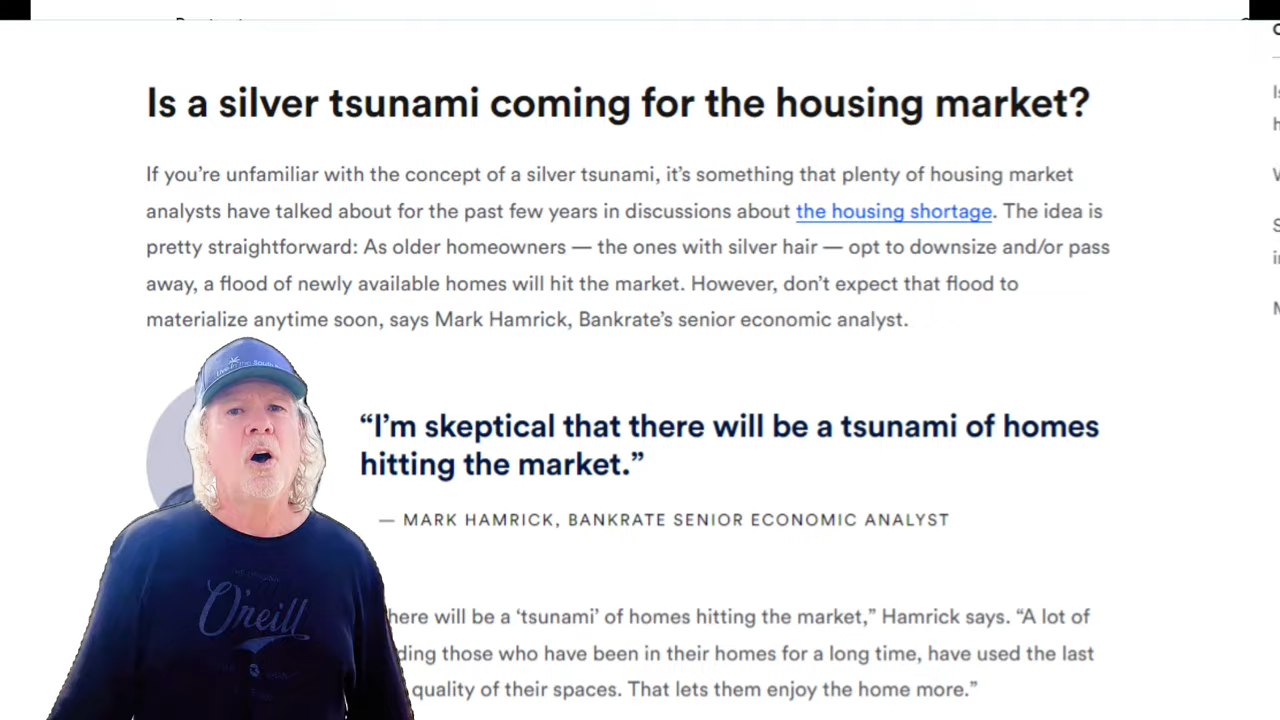 Is a silver tsunami coming for the housing market?
If you’re unfamiliar with the concept of a silver tsunami, it’s something that plenty of housing market
analysts have talked about for the past few years in discussions about the housing shortage. The idea is
pretty straightforward: As older homeowners — the ones with silver hair — opt to downsize and/or pass
away, a flood of newly available homes will hit the market. However, don’t expect that flood to
materialize anytime soon, says Mark Hamrick, Bankrate’s senior economic analyst.
Live in the South
“I’m skeptical that there will be a tsunami of homes
hitting the market.”
— MARK HAMRICK, BANKRATE SENIOR ECONOMIC ANALYST
O'neill
here will be a ‘tsunami’ of homes hitting the market,” Hamrick says. “A lot of
ding those who have been in their homes for a long time, have used the last
quality of their spaces. That lets them enjoy the home more.”